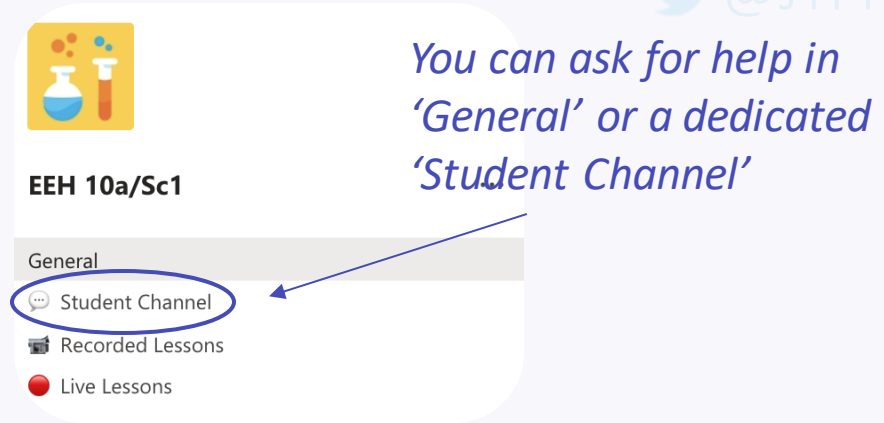 You can ask for help in
‘General’ or a dedicated
‘Student Channel’
EEH 10a/Sc1
General
Student Channel
Recorded Lessons
Live Lessons